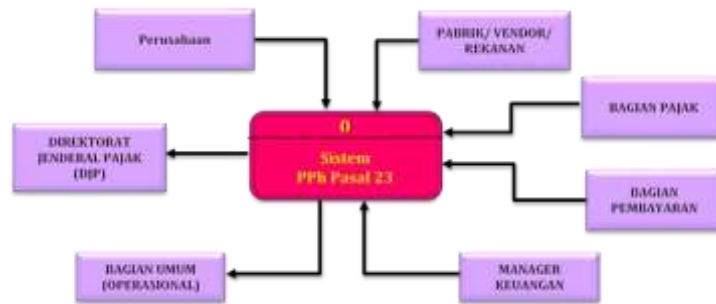 Perusahaan
PABRIK/ VENDOR/
REKANAN
BAGIAN PAJAK
0
Sistem
PPh Pasal 23
DIREKTORAT
JENDERAL PAJAK
(DJP)
BAGIAN
PEMBAYARAN
BAGIAN UMUM
(OPERASIONAL)
MANAGER
KEUANGAN